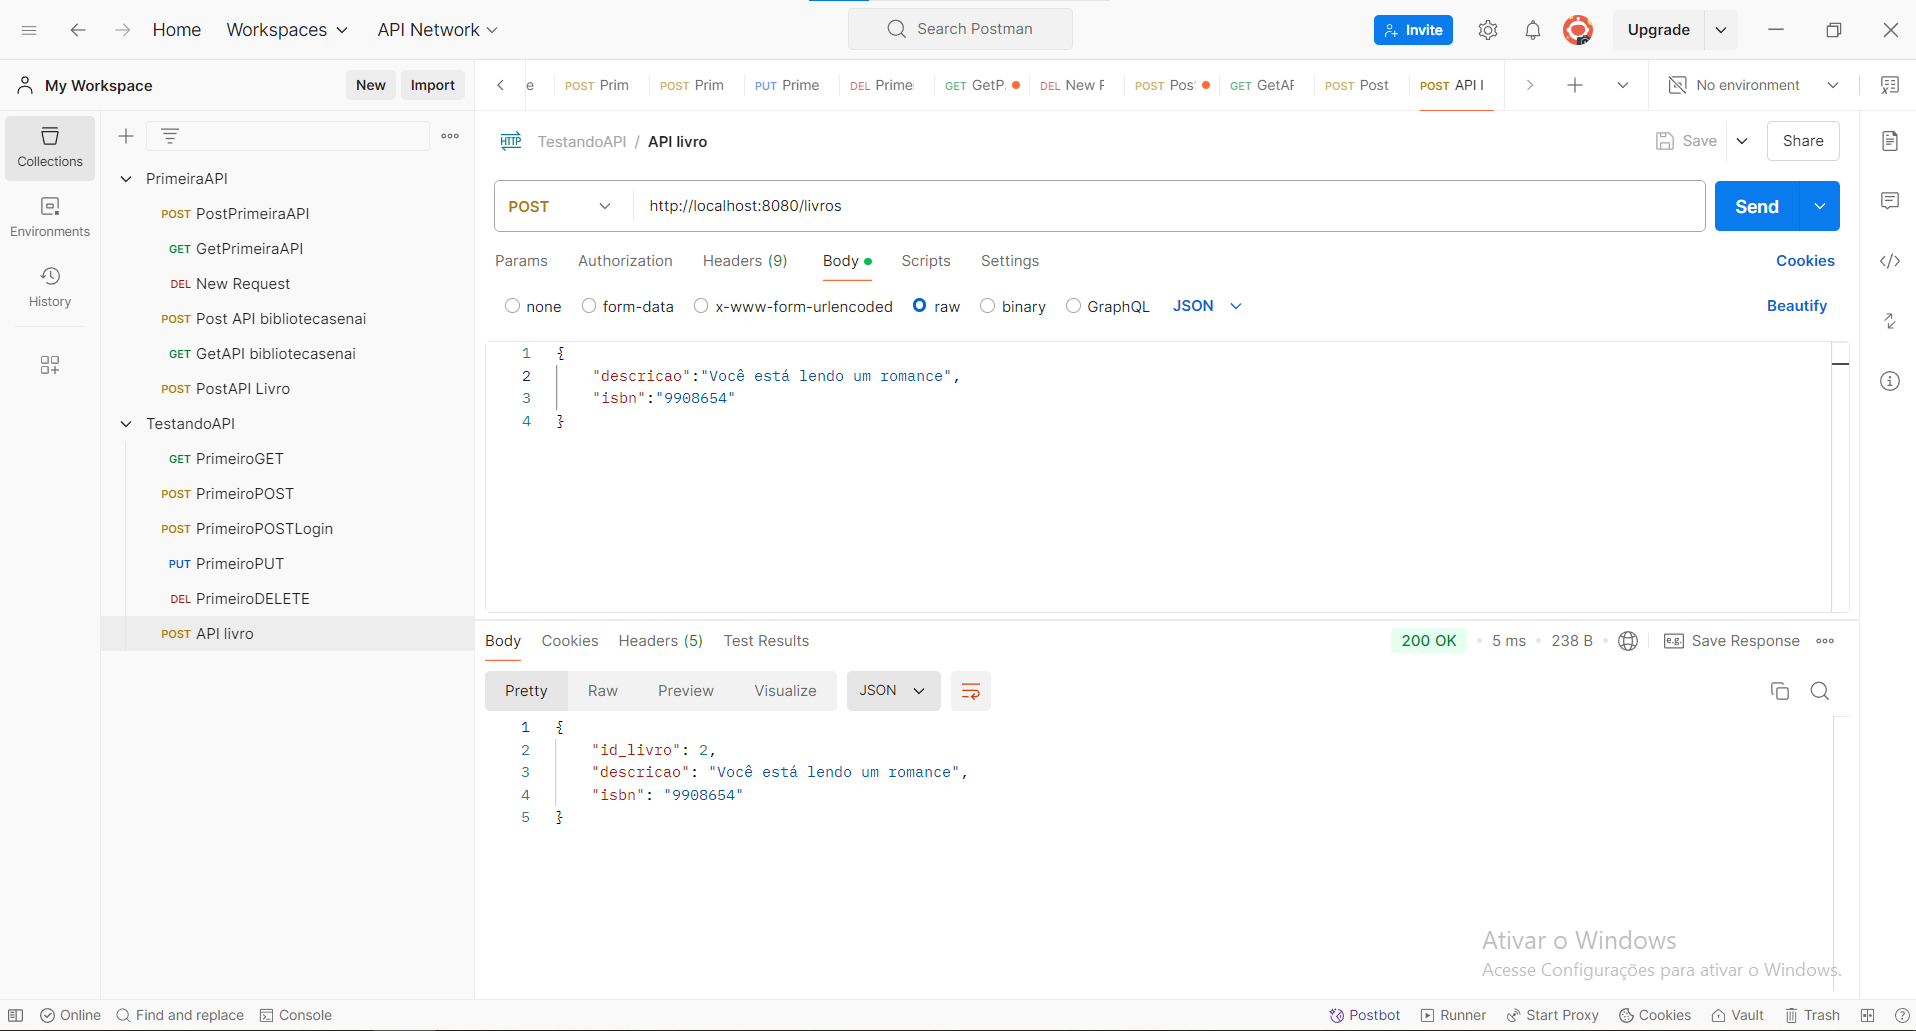 Home Workspaces API Network Search Postman Invite Upgrade
My Workspace New Import
e POST Prim POST Prim PUT Prime DEL Prime GET GetP. DEL New F POST Pos GET GetAF POST Post POST API l No environment
Collections
Environments
History
PrimeiraAPI
POST PostPrimeiraAPI
GET GetPrimeiraAPI
DEL New Request
POST Post API bibliotecasenai
GET GetAPI bibliotecasenai
POST PostAPI Livro
TestandoAPI
GET PrimeiroGET
POST PrimeiroPOST
POST PrimeiroPOSTLogin
PUT PrimeiroPUT
DEL PrimeiroDELETE
POST API livro
HTTP TestandoAPI / API livro Save Share
POST http://localhost:8080/livros Send
Params Authorization Headers (9) Body Scripts Settings Cookies
none form-data x-www-form-urlencoded raw binary GraphQL JSON Beautify
1 {
2 "descricao":"Você está lendo um romance",
3 "isbn":"9908654"
4 }
Body Cookies Headers (5) Test Results 200 OK 5 ms 238 B e.g. Save Response
Pretty Raw Preview Visualize JSON
1 {
2 "id_livro": 2,
3 "descricao": "Você está lendo um romance",
4 "isbn": "9908654"
5 }
Ativar o Windows
Acesse Configurações para ativar o Windows.
Online Find and replace Console Postbot Runner Start Proxy Cookies Vault Trash